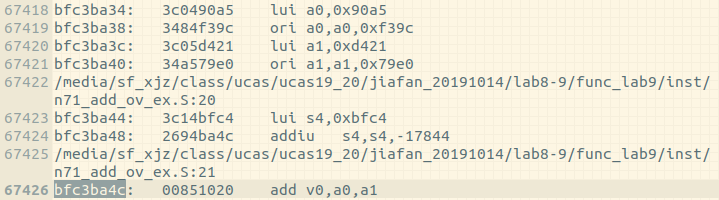 67418 bfc3ba34: 3c0490a5 lui a0,0x90a5
67419 bfc3ba38: 3484f39c ori a0,a0,0xf39c
67420 bfc3ba3c: 3c05d421 lui a1,0xd421
67421 bfc3ba40: 34a579e0 ori a1,a1,0x79e0
67422 /media/sf_xjz/class/ucas/ucas19_20/jiafan_20191014/lab8-9/func_lab9/inst/
n71_add_ov_ex.S:20
67423 bfc3ba44: 3c14bfc4 lui s4,0xbfc4
67424 bfc3ba48: 2694ba4c addiu s4,s4,-17844
67425 /media/sf_xjz/class/ucas/ucas19_20/jiafan_20191014/lab8-9/func_lab9/inst/
n71_add_ov_ex.S:21
67426 bfc3ba4c: 00851020 add v0,a0,a1